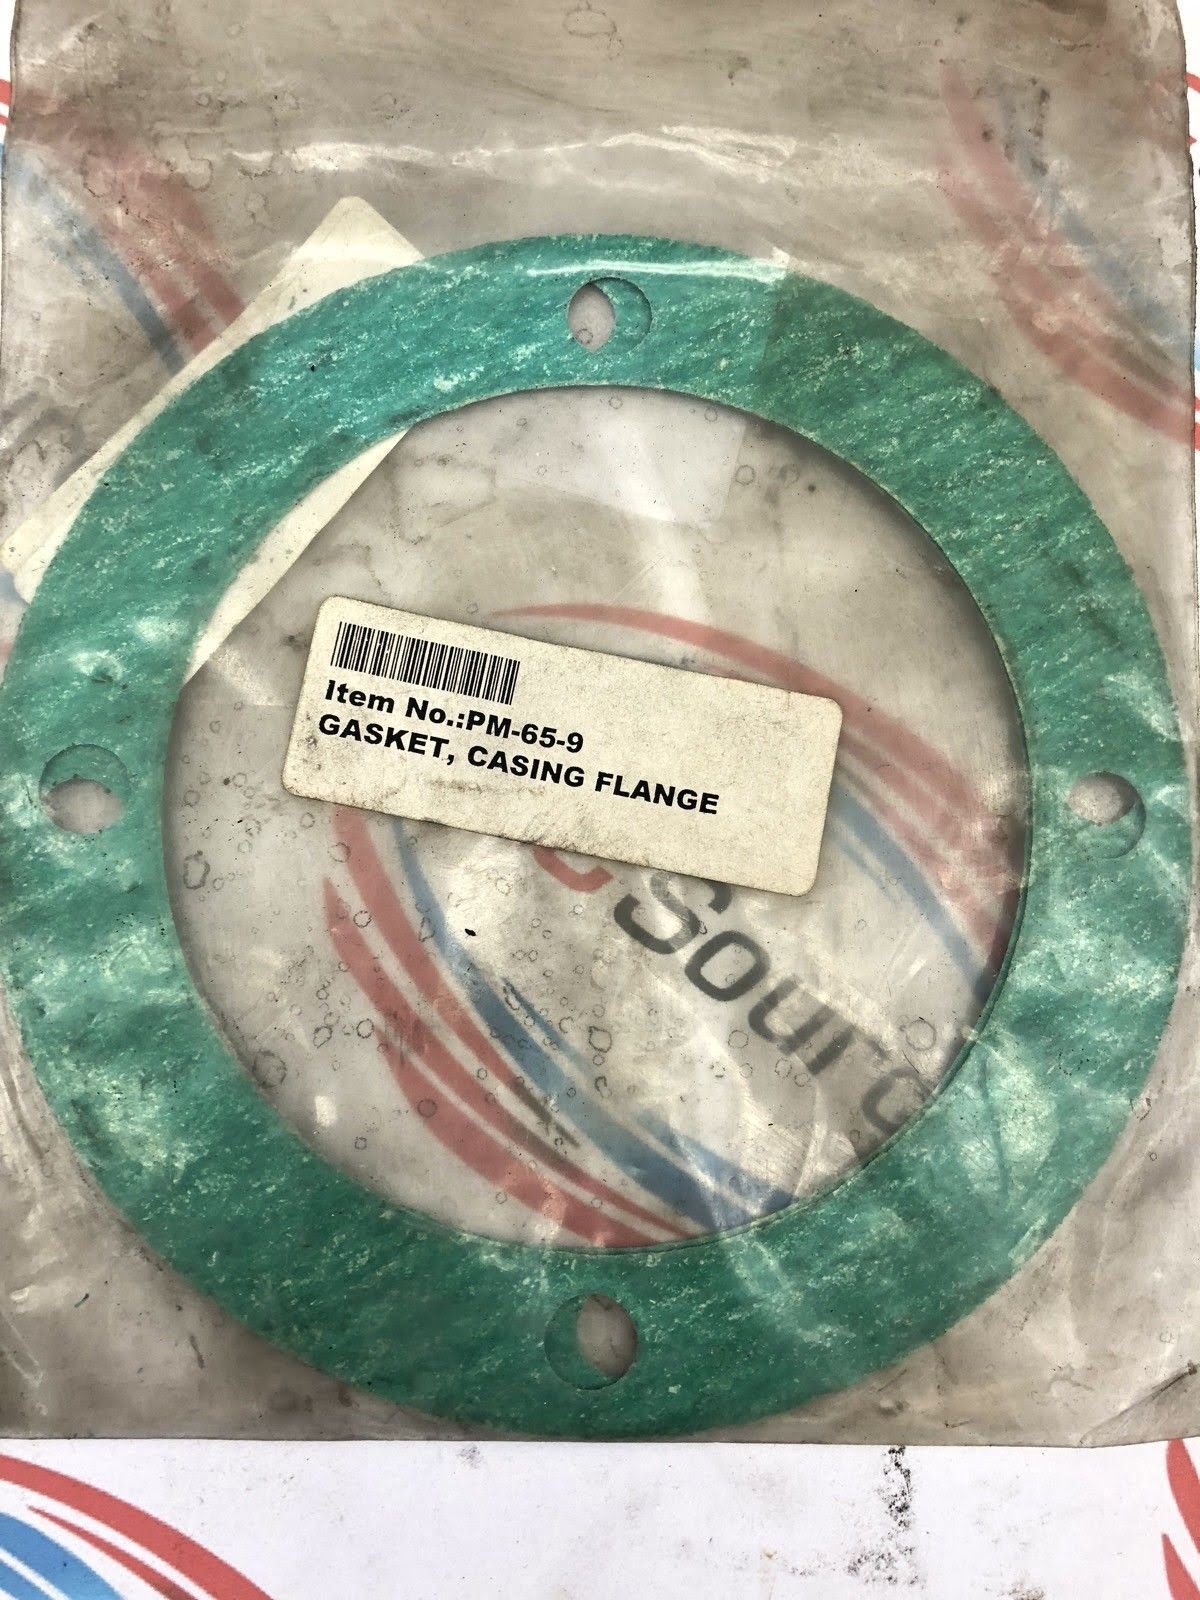 Item No.:PM-65-9
GASKET, CASING FLANGE
Sourc